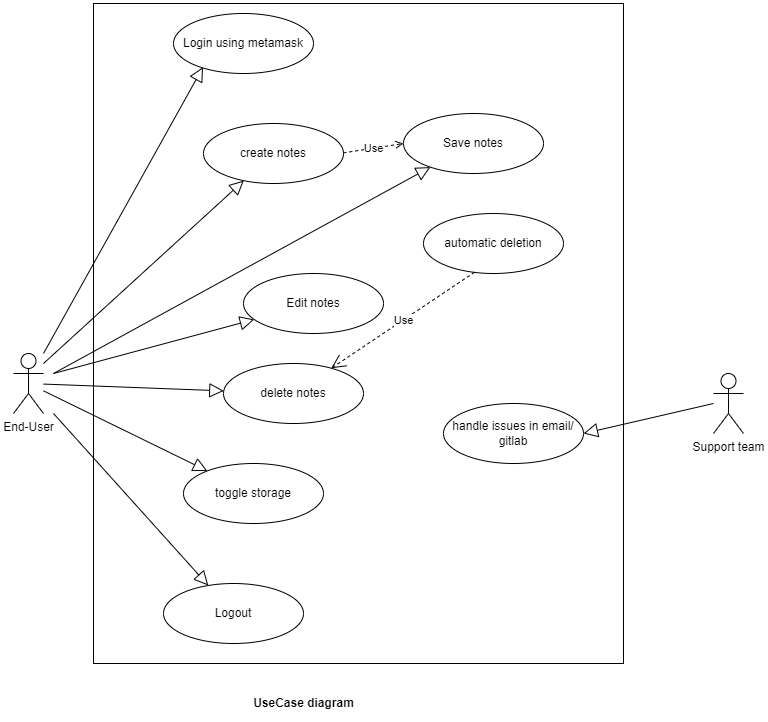 Login using metamask
create notes
Use
Save notes
automatic deletion
Edit notes
Use
delete notes
End-User
handle issues in email/
gitlab
Support team
toggle storage
Logout
UseCase diagram